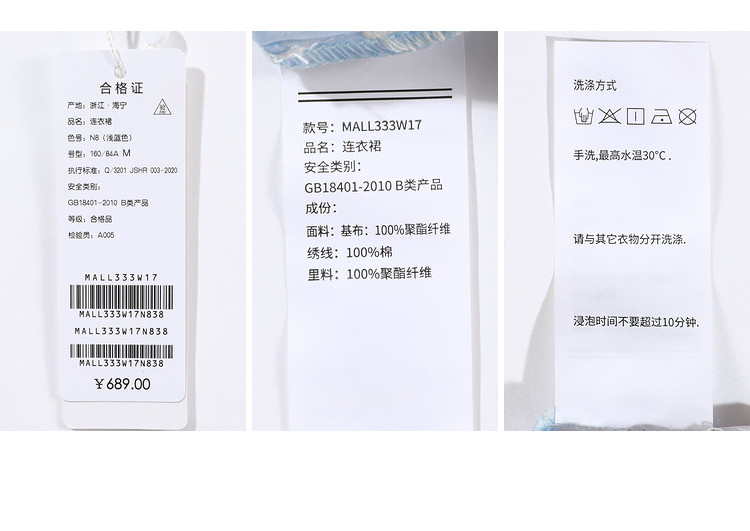 合格证
产地: 浙江·海宁
品名: 连衣裙
色号: N8 (浅蓝色)
号型: 160/84A M
执行标准: Q/3201 JSHR 003-2020
安全类别:
GB18401-2010 B类产品
等级: 合格品
检验员: A005
MALL333W17
MALL333W17N838
MALL333W17N838
MALL333W17N838
￥689.00
款号: MALL333W17
品名: 连衣裙
安全类别:
GB18401-2010 B类产品
成份:
面料: 基布: 100%聚酯纤维
绣线: 100%棉
里料: 100%聚酯纤维
洗涤方式
手洗,最高水温30℃.
请与其它衣物分开洗涤.
浸泡时间不要超过10分钟.